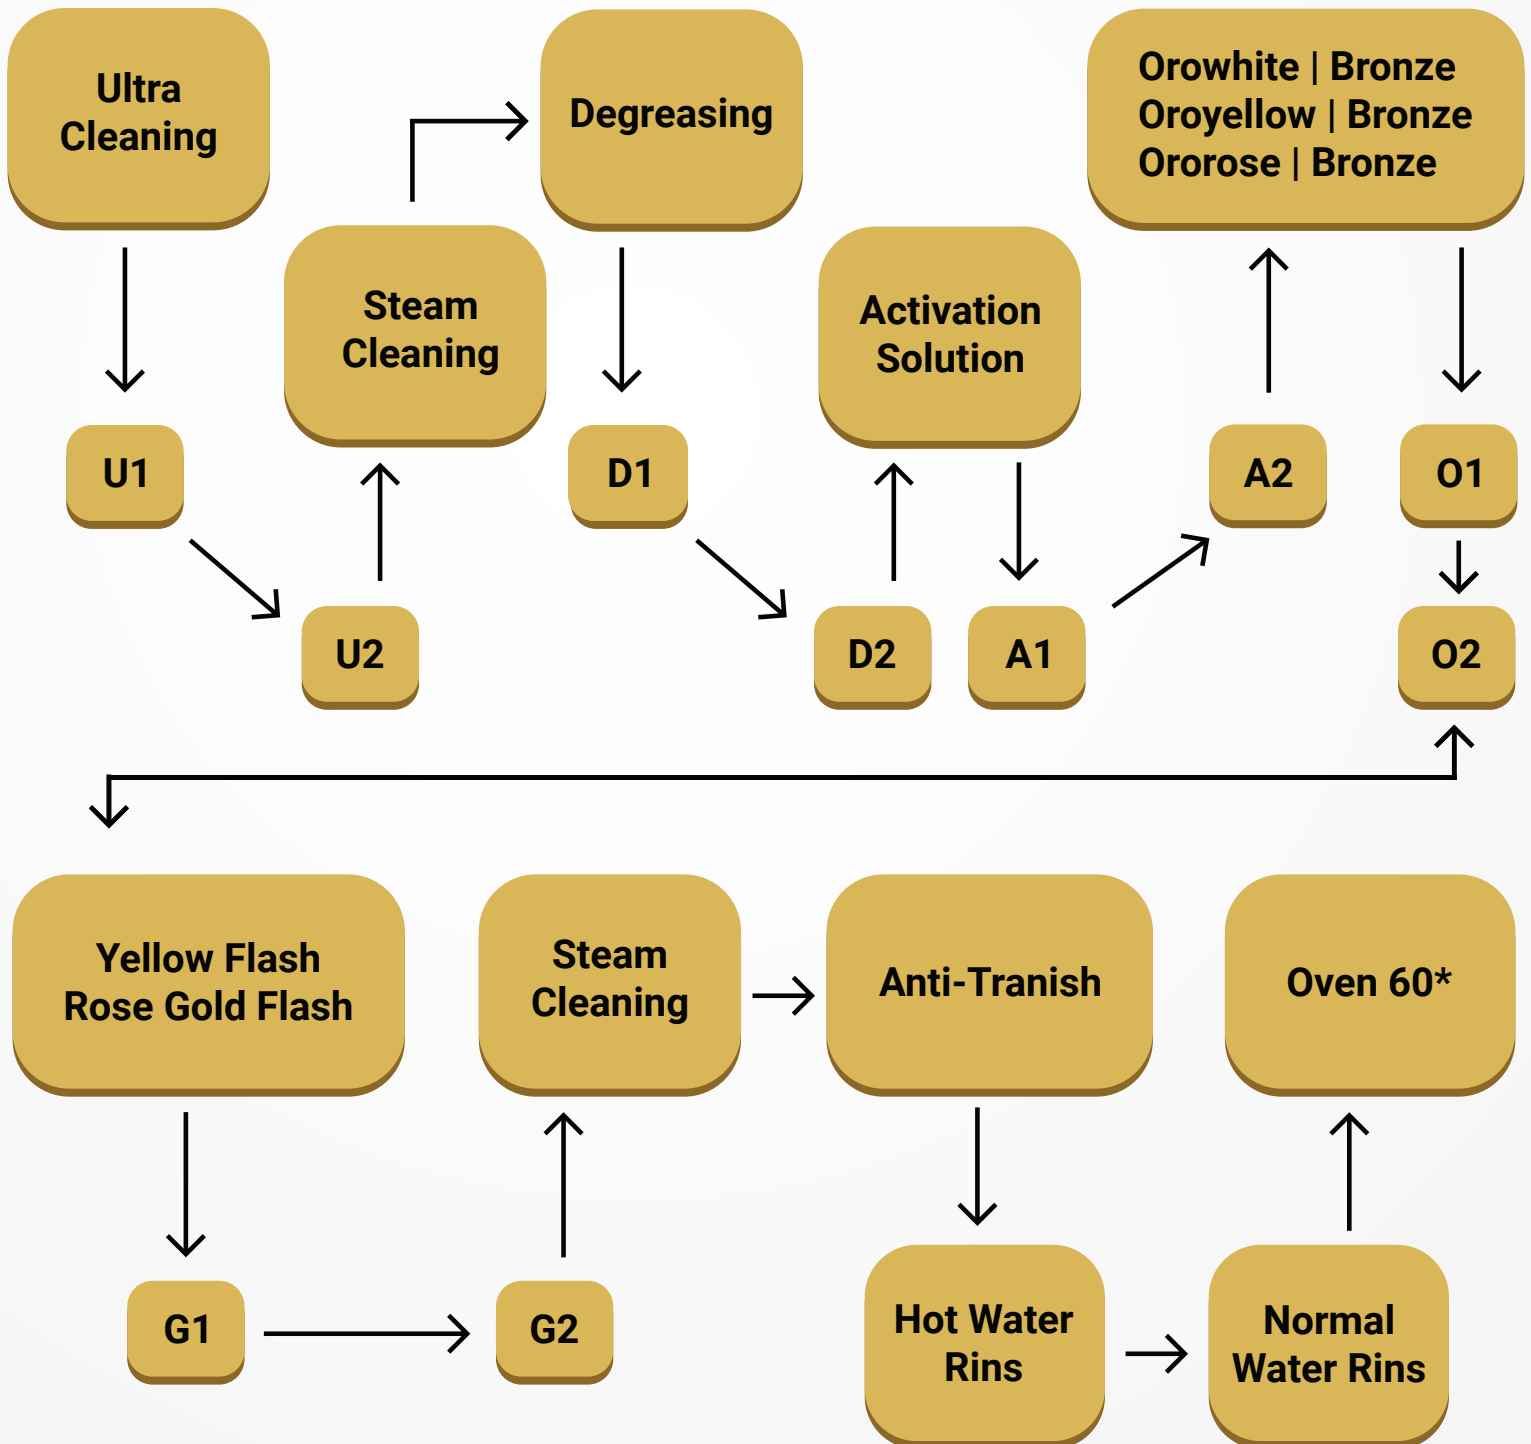 Ultra
Cleaning
Degreasing
Orowhite | Bronze
Oroyellow | Bronze
Ororose | Bronze
Steam
Cleaning
Activation
Solution
U1
D1
A2
O1
U2
D2
A1
O2
Yellow Flash
Rose Gold Flash
Steam
Cleaning
Anti-Tranish
Oven 60*
G1
G2
Hot Water
Rins
Normal
Water Rins